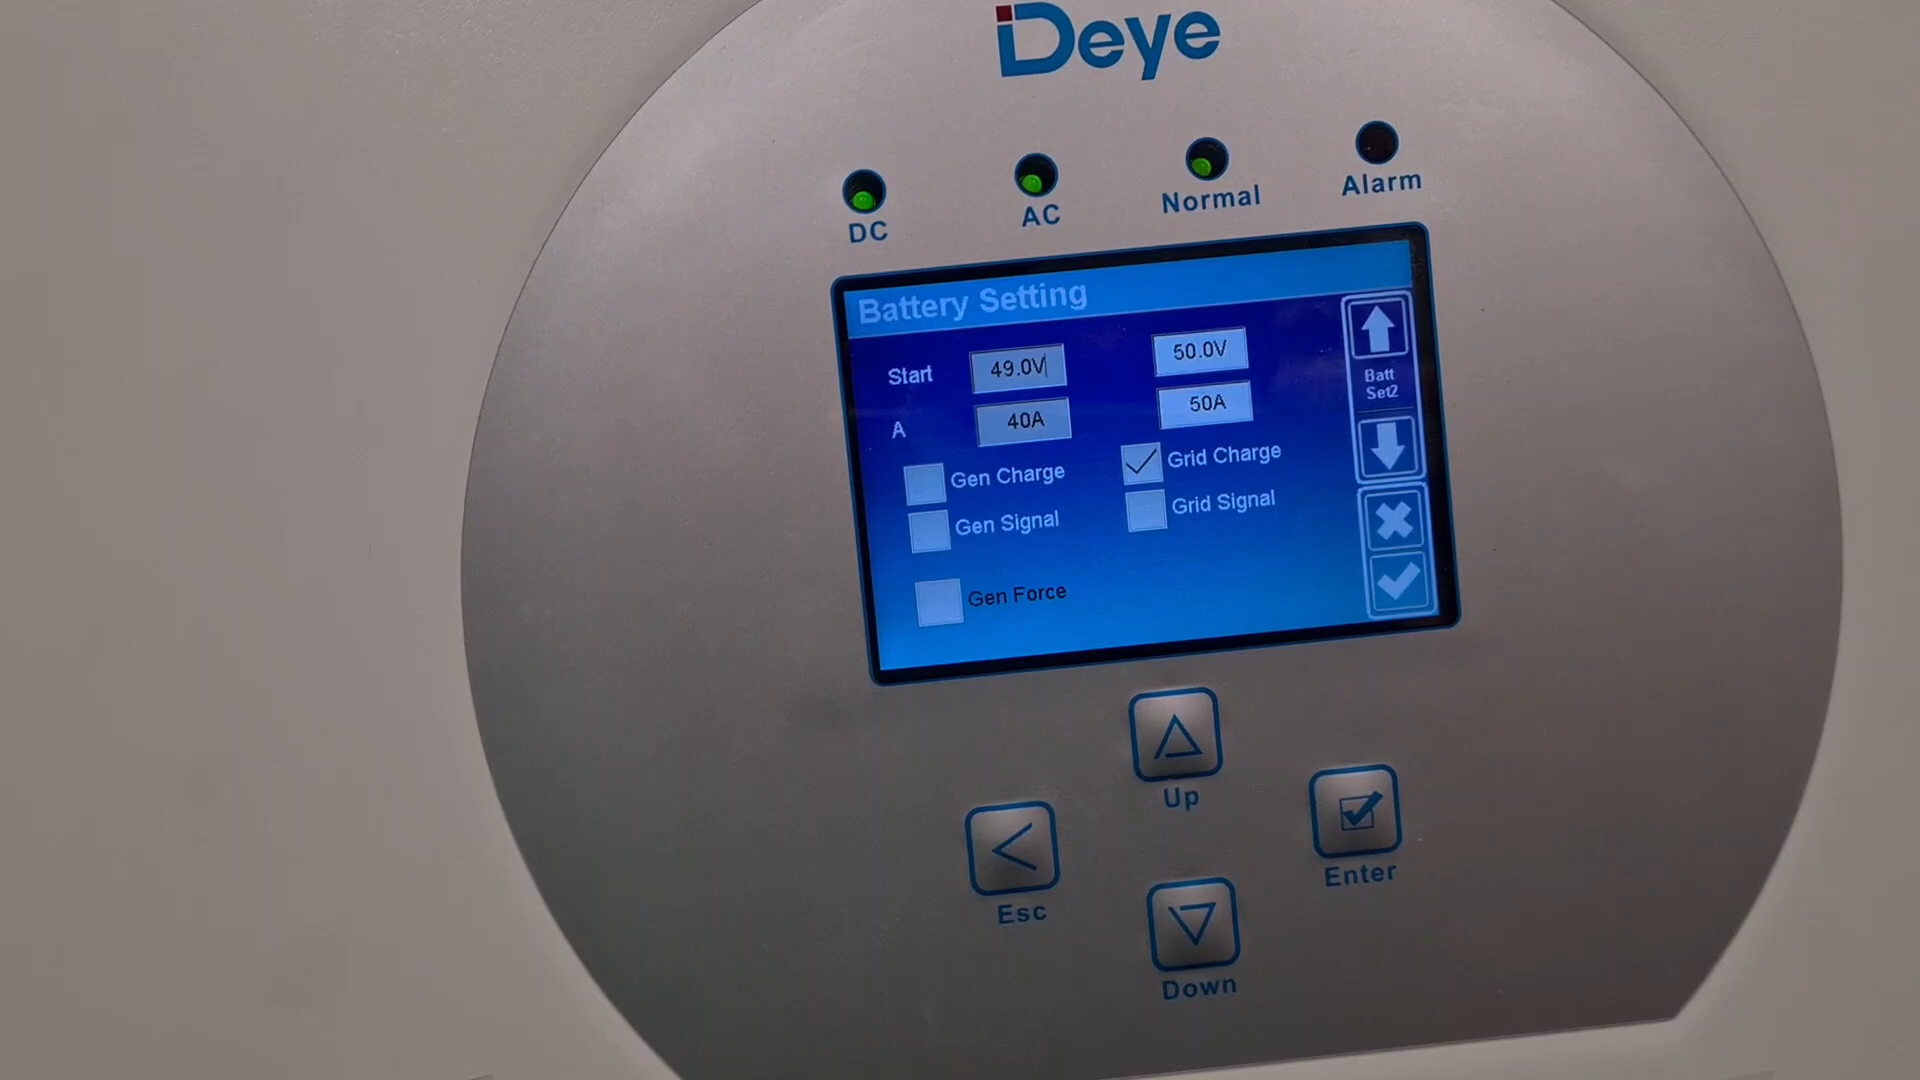 Deye
DC
AC
Normal
Alarm
Battery Setting
Start 49.0V 50.0V
A 40A 50A
Gen Charge Grid Charge
Gen Signal Grid Signal
Gen Force
Batt
Set2
Up
Esc
Enter
Down